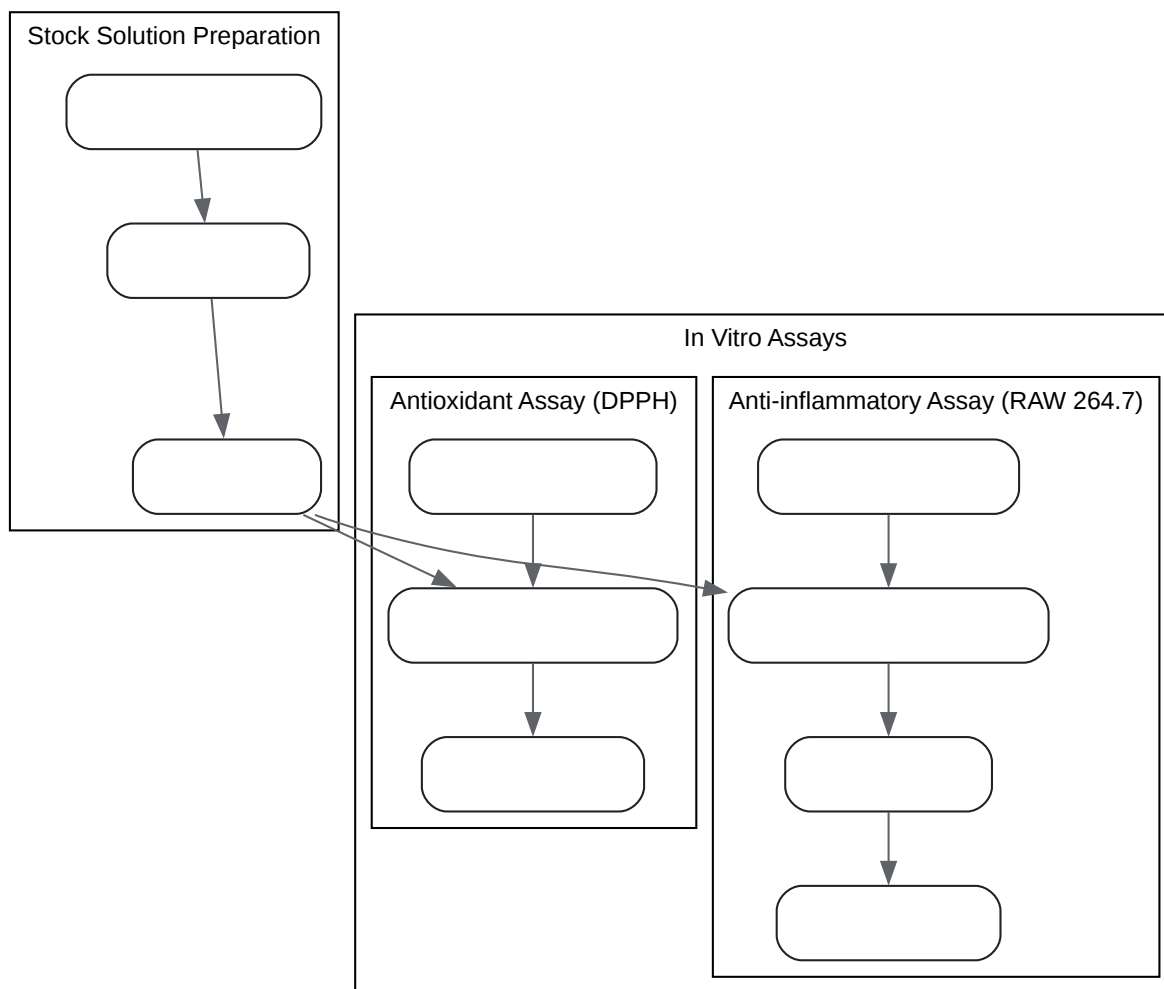 Stock Solution Preparation
In Vitro Assays
Antioxidant Assay (DPPH)
Anti-inflammatory Assay (RAW 264.7)